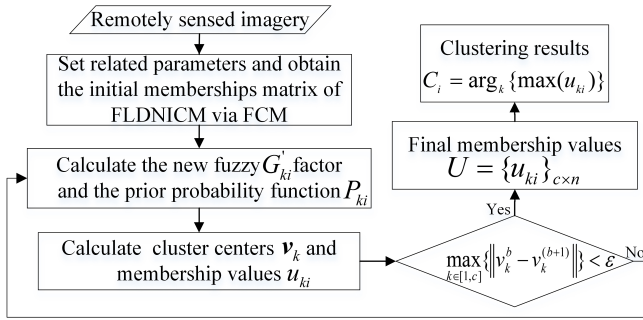 Remotely sensed imagery
Set related parameters and obtain
the initial memberships matrix of
FLDNICM via FCM
Calculate the new fuzzy G'ki factor
and the prior probability function Pki
Calculate cluster centers vk and
membership values uki
max k∈[1,c] {‖vk^b − vk^(b+1)‖} < ε
No
Yes
Final membership values
U = {uki}c×n
Clustering results
Ci = argk {max(uki)}